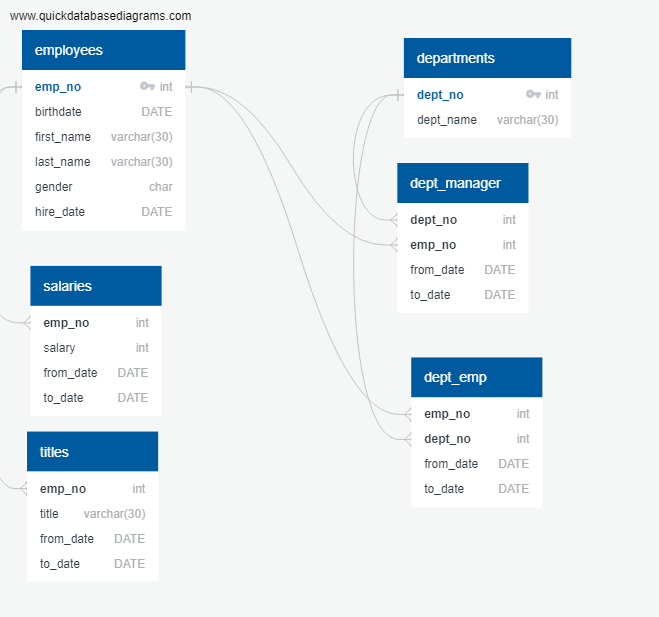 www.quickdatabasediagrams.com
employees
emp_no int
birthdate DATE
first_name varchar(30)
last_name varchar(30)
gender char
hire_date DATE
departments
dept_no int
dept_name varchar(30)
dept_manager
dept_no int
emp_no int
from_date DATE
to_date DATE
salaries
emp_no int
salary int
from_date DATE
to_date DATE
dept_emp
emp_no int
dept_no int
from_date DATE
to_date DATE
titles
emp_no int
title varchar(30)
from_date DATE
to_date DATE